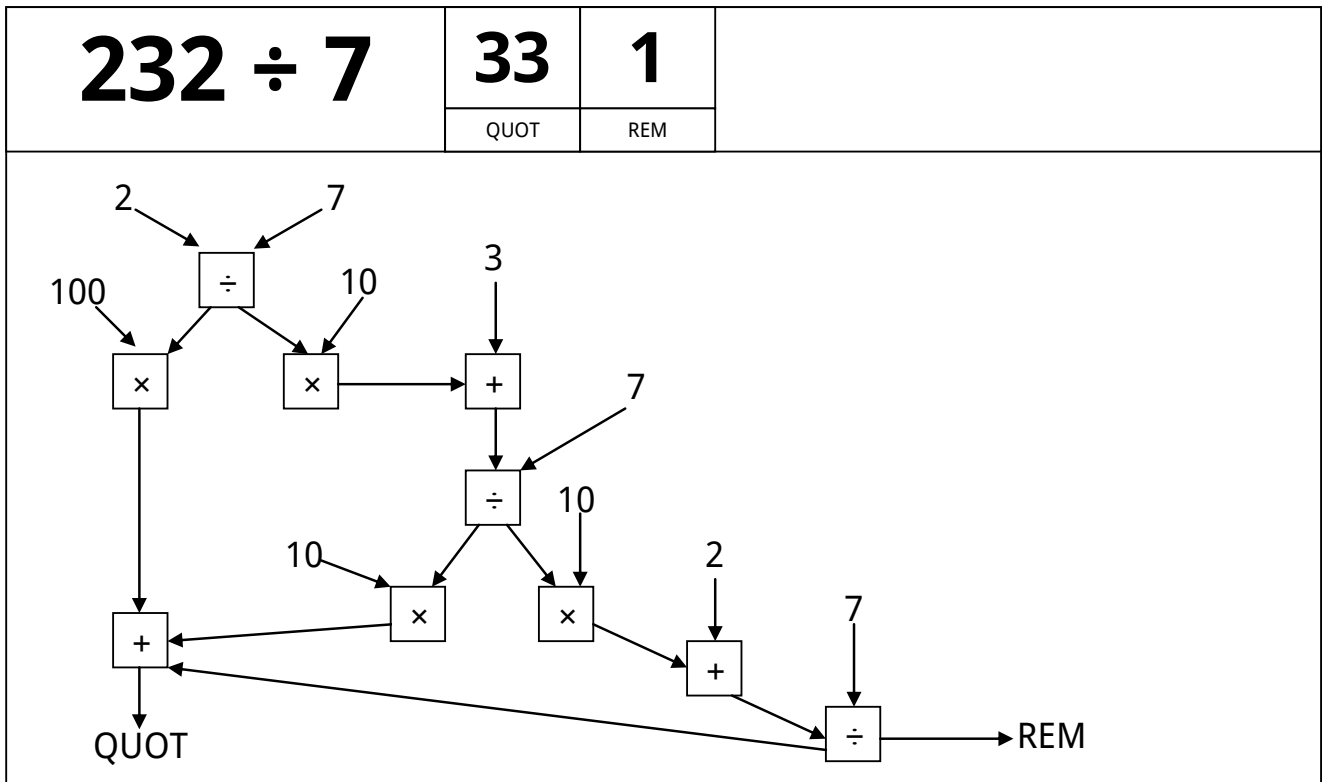 232 ÷ 7
33 1
QUOT REM
2 7
3
100 ÷ 10
× × +
7
÷
10
10 2
× × 7
+
+
÷
QUOT REM